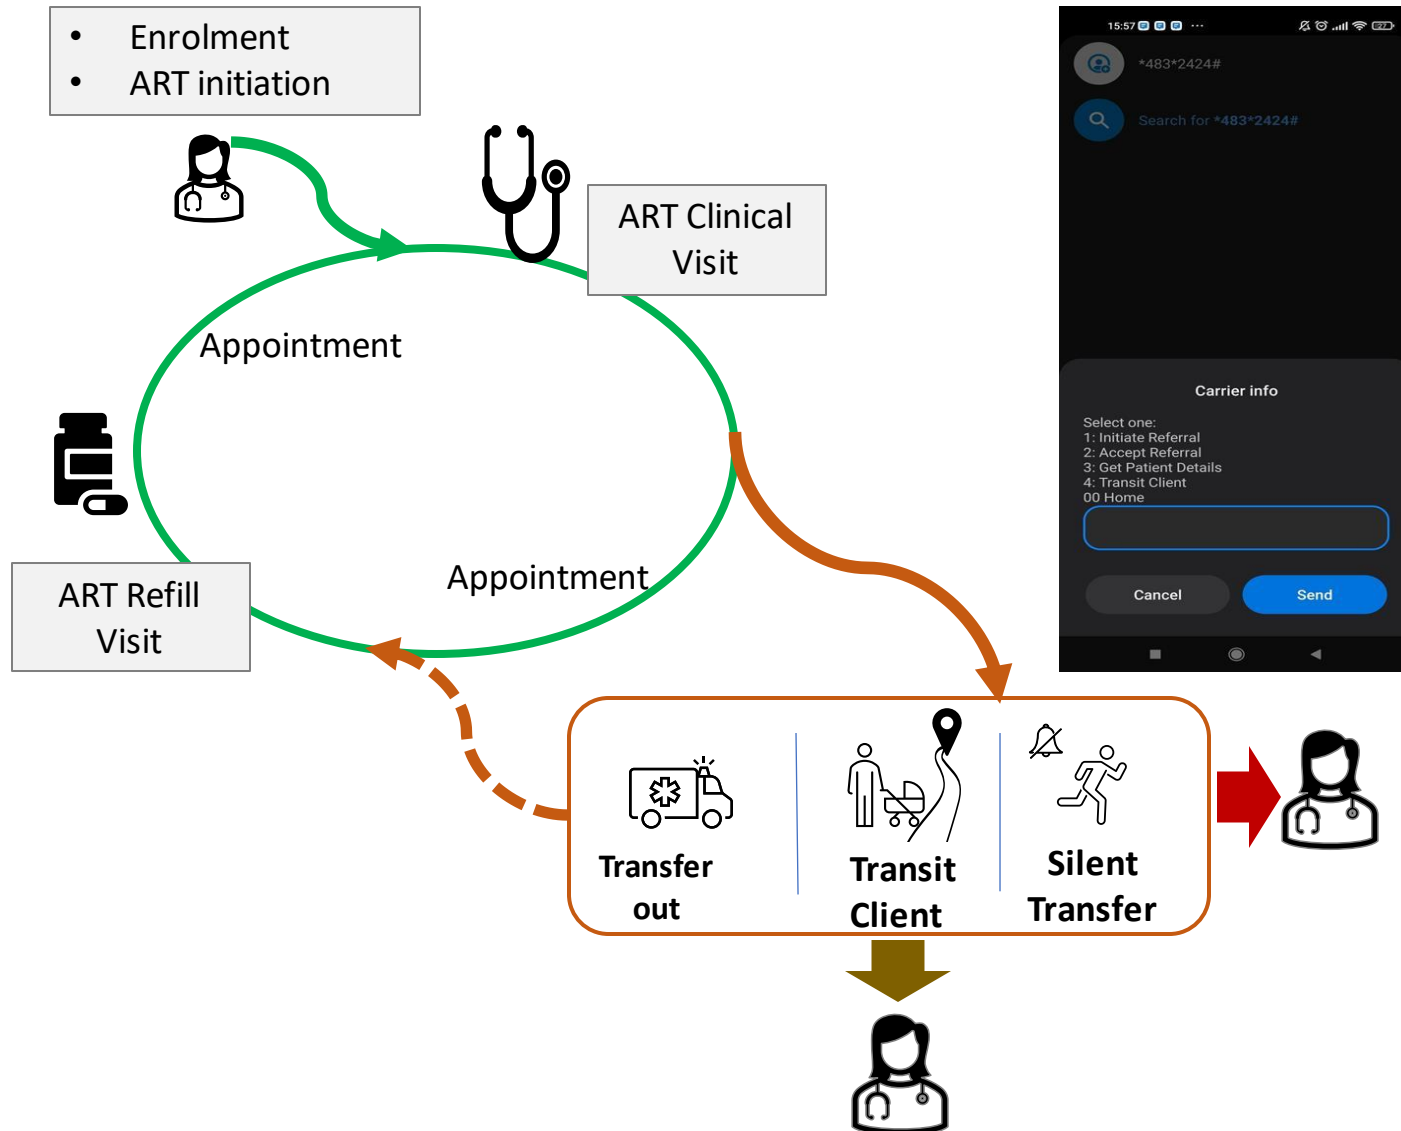 • Enrolment
• ART initiation
ART Clinical
Visit
Appointment
Appointment
ART Refill
Visit
Transfer
out
Transit
Client
Silent
Transfer
15:57
27
*483*2424#
Search for *483*2424#
Carrier info
Select one:
1: Initiate Referral
2: Accept Referral
3: Get Patient Details
4: Transit Client
00 Home
Cancel
Send